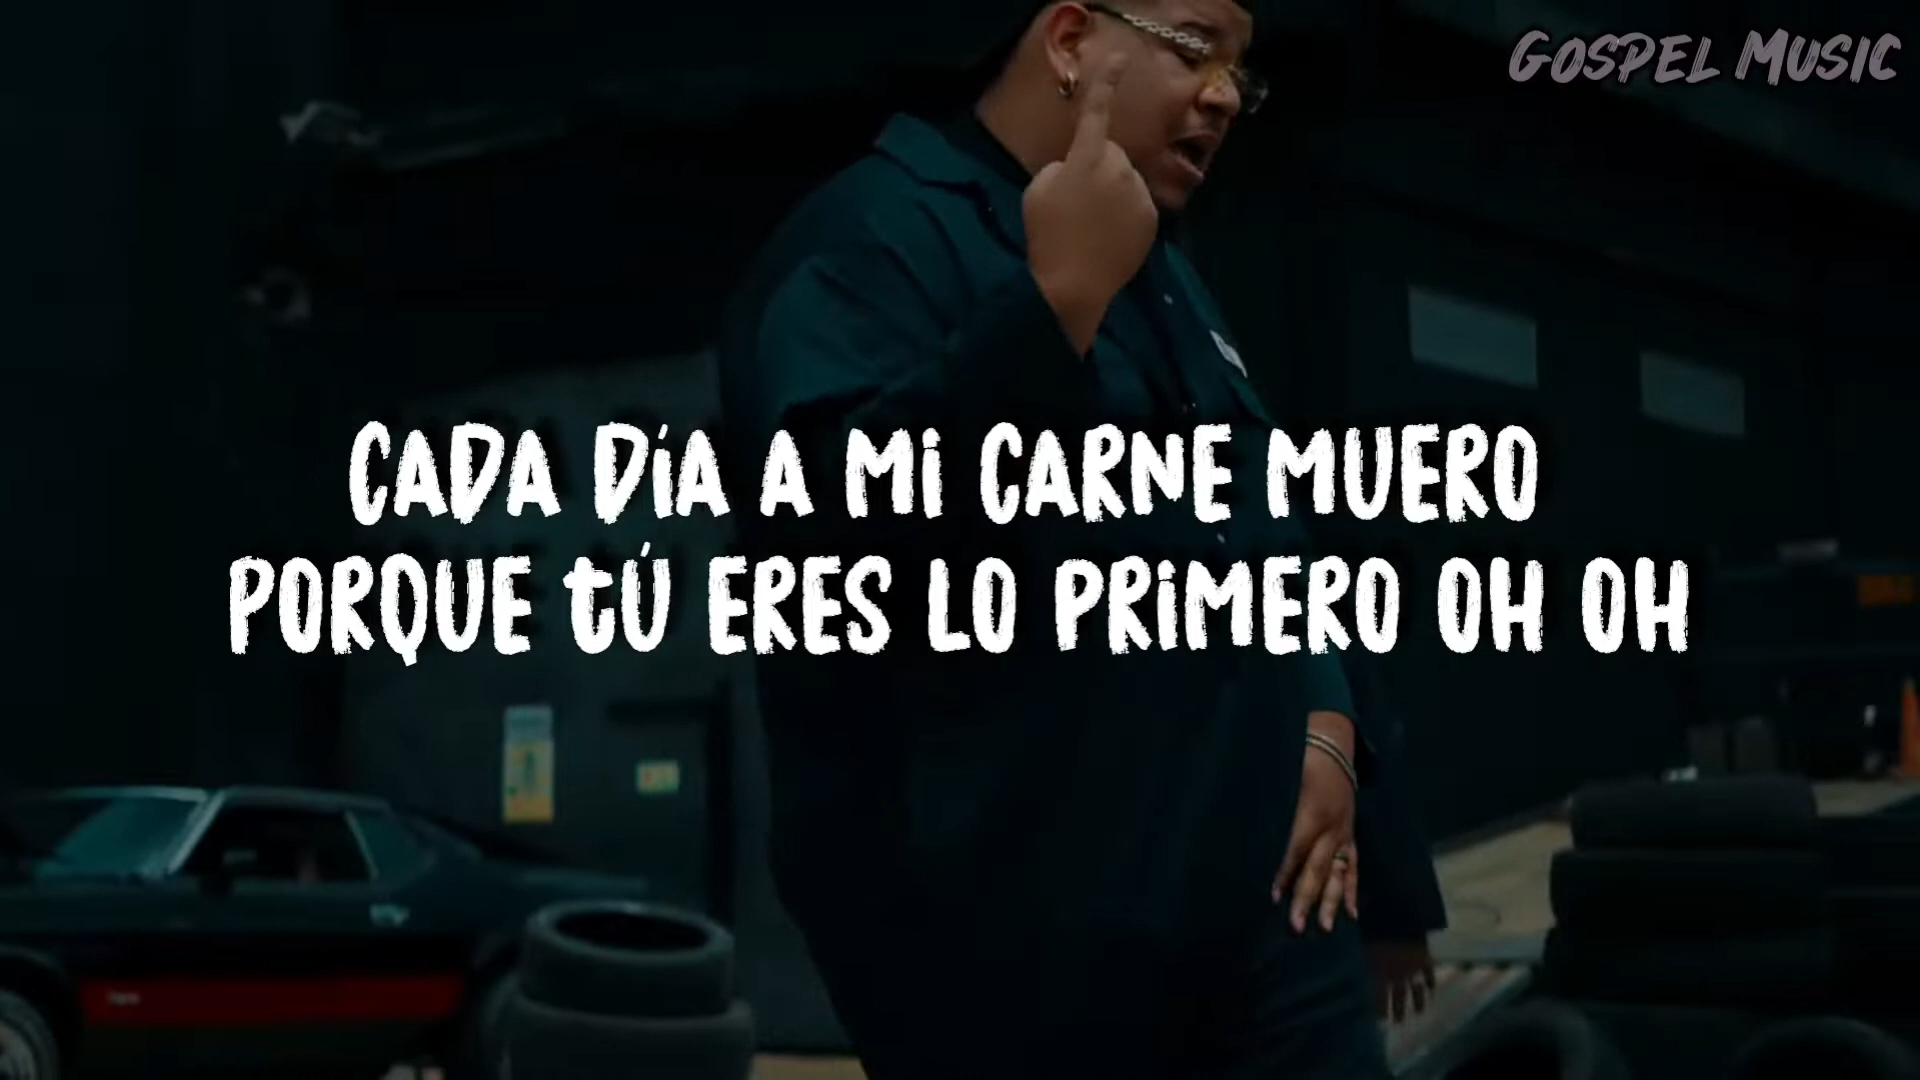 GOSPEL MUSIC
CADA DÍA A MI CARNE MUERO
PORQUE TÚ ERES LO PRIMERO OH OH